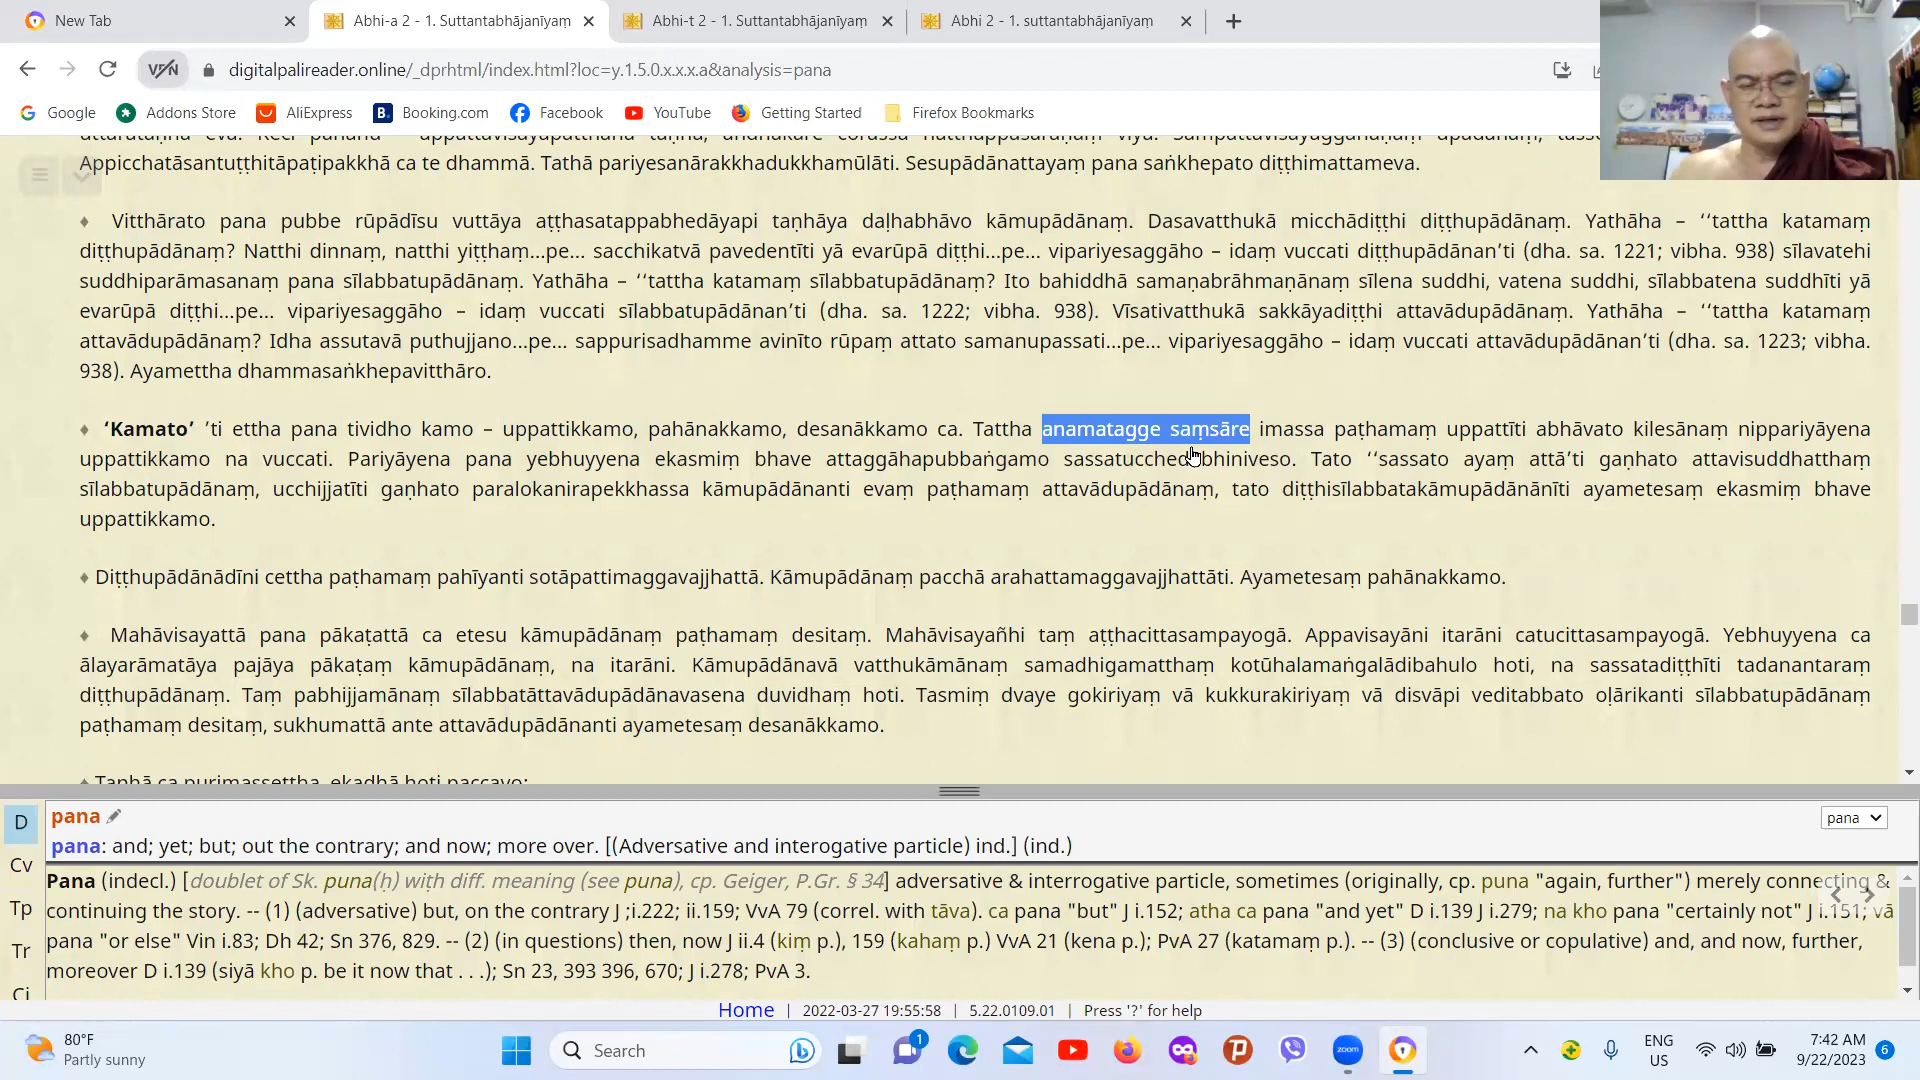 New Tab
Abhi-a 2 - 1. Suttantabhājanīyaṃ
Abhi-t 2 - 1. Suttantabhājanīyaṃ
Abhi 2 - 1. suttantabhājanīyaṃ
VPN
digitalpalireader.online/_dprhtml/index.html?loc=y.1.5.0.x.x.x.a&analysis=pana
Google Addons Store AliExpress Booking.com Facebook YouTube Getting Started Firefox Bookmarks
Appicchatāsantuṭṭhitāpaṭipakkhā ca te dhammā. Tathā pariyesanārakkhadukkhamūlāti. Sesupādānattayaṃ pana saṅkhepato diṭṭhimattameva.
♦ Vitthārato pana pubbe rūpādīsu vuttāya aṭṭhasatappabhedāyapi taṇhāya daḷhabhāvo kāmupādānaṃ. Dasavatthukā micchādiṭṭhi diṭṭhupādānaṃ. Yathāha – ‘‘tattha katamaṃ
diṭṭhupādānaṃ? Natthi dinnaṃ, natthi yiṭṭhaṃ...pe... sacchikatvā pavedentīti yā evarūpā diṭṭhi...pe... vipariyesaggāho – idaṃ vuccati diṭṭhupādānan’ti (dha. sa. 1221; vibha. 938) sīlavatehi
suddhiparāmasanaṃ pana sīlabbatupādānaṃ. Yathāha – ‘‘tattha katamaṃ sīlabbatupādānaṃ? Ito bahiddhā samaṇabrāhmaṇānaṃ sīlena suddhi, vatena suddhi, sīlabbatena suddhīti yā
evarūpā diṭṭhi...pe... vipariyesaggāho – idaṃ vuccati sīlabbatupādānan’ti (dha. sa. 1222; vibha. 938). Vīsativatthukā sakkāyadiṭṭhi attavādupādānaṃ. Yathāha – ‘‘tattha katamaṃ
attavādupādānaṃ? Idha assutavā puthujjano...pe... sappurisadhamme avinīto rūpaṃ attato samanupassati...pe... vipariyesaggāho – idaṃ vuccati attavādupādānan’ti (dha. sa. 1223; vibha.
938). Ayamettha dhammasaṅkhepavitthāro.
♦ ‘Kamato’ ’ti ettha pana tividho kamo – uppattikkamo, pahānakkamo, desanākkamo ca. Tattha anamatagge saṃsāre imassa paṭhamaṃ uppattīti abhāvato kilesānaṃ nippariyāyena
uppattikkamo na vuccati. Pariyāyena pana yebhuyyena ekasmiṃ bhave attaggāhapubbaṅgamo Tato ‘‘sassato ayaṃ attā’ti gaṇhato attavisuddhatthaṃ
sīlabbatupādānaṃ, ucchijjatīti gaṇhato paralokanirapekkhassa kāmupādānanti evaṃ paṭhamaṃ attavādupādānaṃ, tato diṭṭhisīlabbatakāmupādānānīti ayametesaṃ ekasmiṃ bhave
uppattikkamo.
♦ Diṭṭhupādānādīni cettha paṭhamaṃ pahīyanti sotāpattimaggavajjhattā. Kāmupādānaṃ pacchā arahattamaggavajjhattāti. Ayametesaṃ pahānakkamo.
♦ Mahāvisayattā pana pākaṭattā ca etesu kāmupādānaṃ paṭhamaṃ desitaṃ. Mahāvisayañhi taṃ aṭṭhacittasampayogā. Appavisayāni itarāni catucittasampayogā. Yebhuyyena ca
ālayarāmatāya pajāya pākaṭaṃ kāmupādānaṃ, na itarāni. Kāmupādānavā vatthukāmānaṃ samadhigamatthaṃ kotūhalamaṅgalādibahulo hoti, na sassatadiṭṭhīti tadanantaraṃ
diṭṭhupādānaṃ. Taṃ pabhijjamānaṃ sīlabbatāttavādupādānavasena duvidhaṃ hoti. Tasmiṃ dvaye gokiriyaṃ vā kukkurakiriyaṃ vā disvāpi veditabbato oḷārikanti sīlabbatupādānaṃ
paṭhamaṃ desitaṃ, sukhumattā ante attavādupādānanti ayametesaṃ desanākkamo.
♦ Taṇhā ca purimassettha, ekadhā hoti paccayo;
D
Cv
Tp
Tr
Ci
pana
pana
pana: and; yet; but; out the contrary; and now; more over. [(Adversative and interogative particle) ind.] (ind.)
Pana (indecl.) [doublet of Sk. puna(ḥ) wiṭh diff. meaning (see puna), cp. Geiger, P.Gr. § 34] adversative & interrogative particle, sometimes (originally, cp. puna "again, further") merely connecting &
continuing the story. -- (1) (adversative) but, on the contrary J ;i.222; ii.159; VvA 79 (correl. with tāva). ca pana "but" J i.152; atha ca pana "and yet" D i.139 J i.279; na kho pana "certainly not" J i.151; vā
pana "or else" Vin i.83; Dh 42; Sn 376, 829. -- (2) (in questions) then, now J ii.4 (kiṃ p.), 159 (kahaṃ p.) VvA 21 (kena p.); PvA 27 (katamaṃ p.). -- (3) (conclusive or copulative) and, and now, further,
moreover D i.139 (siyā kho p. be it now that . . .); Sn 23, 393 396, 670; J i.278; PvA 3.
Home | 2022-03-27 19:55:58 | 5.22.0109.01 | Press '?' for help
80°F
Partly sunny
Search
1
zoom
ENG
US
7:42 AM
9/22/2023
6